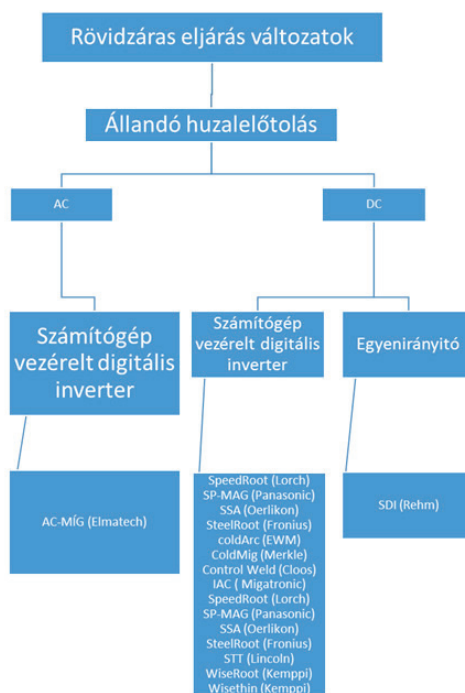 Rövidzáras eljárás változatok
Állandó huzalelőtolás
AC
DC
Számítógép
vezérelt digitális
inverter
Számítógép
vezérelt digitális
inverter
Egyenirányitó
AC-MÍG (Elmatech)
SpeedRoot (Lorch)
SP-MAG (Panasonic)
SSA (Oerlikon)
SteelRoot (Fronius)
coldArc (EWM)
ColdMig (Merkle)
Control Weld (Cloos)
IAC ( Migatronic)
SpeedRoot (Lorch)
SP-MAG (Panasonic)
SSA (Oerlikon)
SteelRoot (Fronius)
STT (Lincoln)
WiseRoot (Kemppi)
Wisethin (Kemppi)
SDI (Rehm)